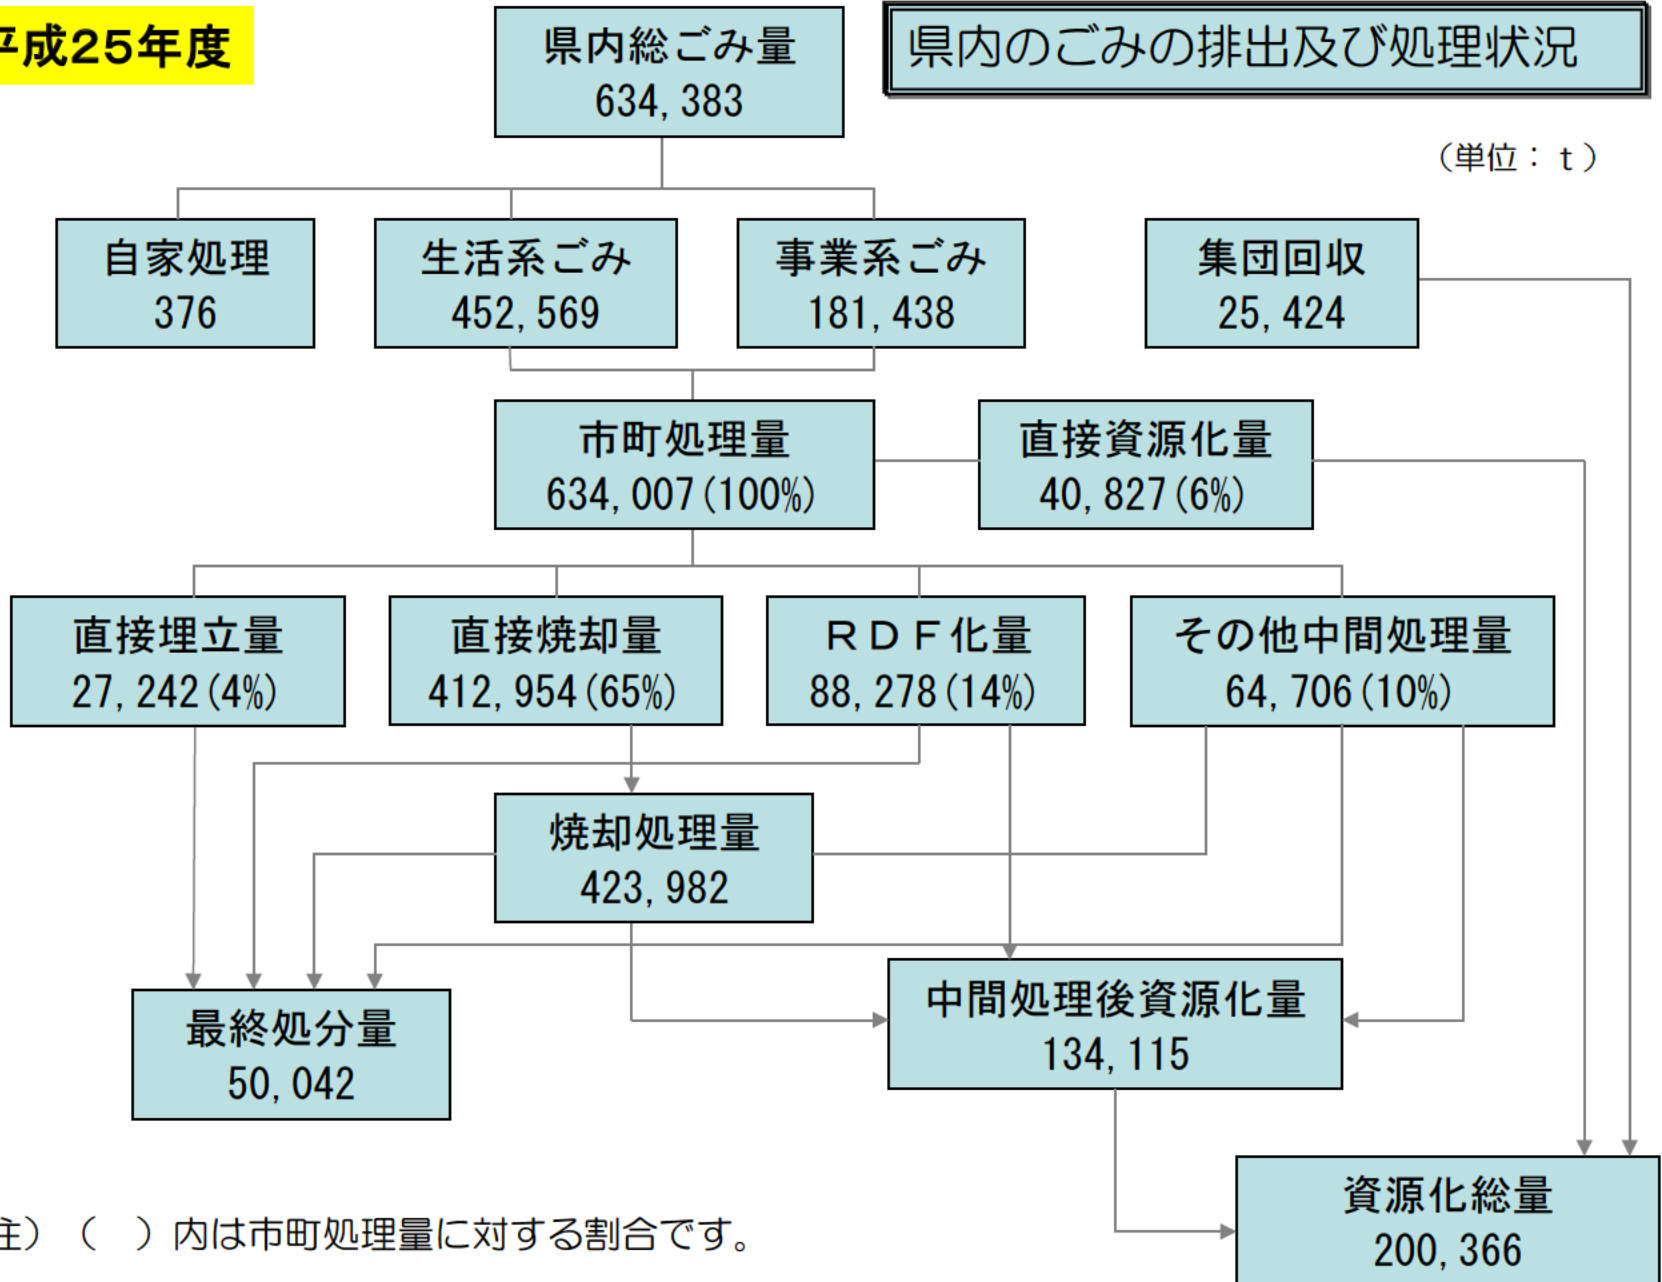 平成25年度
県内のごみの排出及び処理状況
（単位：ｔ）
県内総ごみ量
634,383
自家処理
376
生活系ごみ
452,569
事業系ごみ
181,438
集団回収
25,424
市町処理量
634,007(100%)
直接資源化量
40,827(6%)
直接埋立量
27,242(4%)
直接焼却量
412,954(65%)
ＲＤＦ化量
88,278(14%)
その他中間処理量
64,706(10%)
焼却処理量
423,982
最終処分量
50,042
中間処理後資源化量
134,115
資源化総量
200,366
注）（　）内は市町処理量に対する割合です。